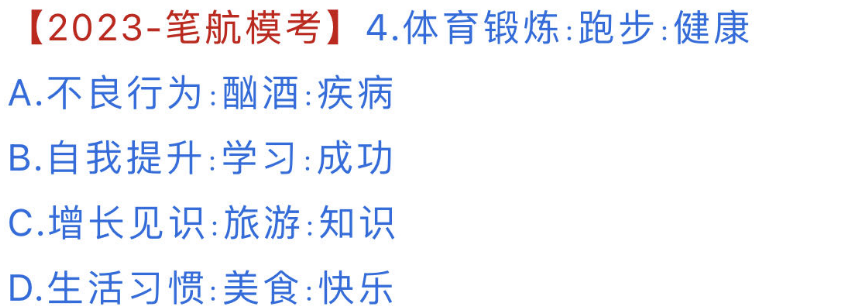 【2023-笔航模考】4.体育锻炼:跑步:健康
A.不良行为:酗酒:疾病
B.自我提升:学习:成功
C.增长见识:旅游:知识
D.生活习惯:美食:快乐